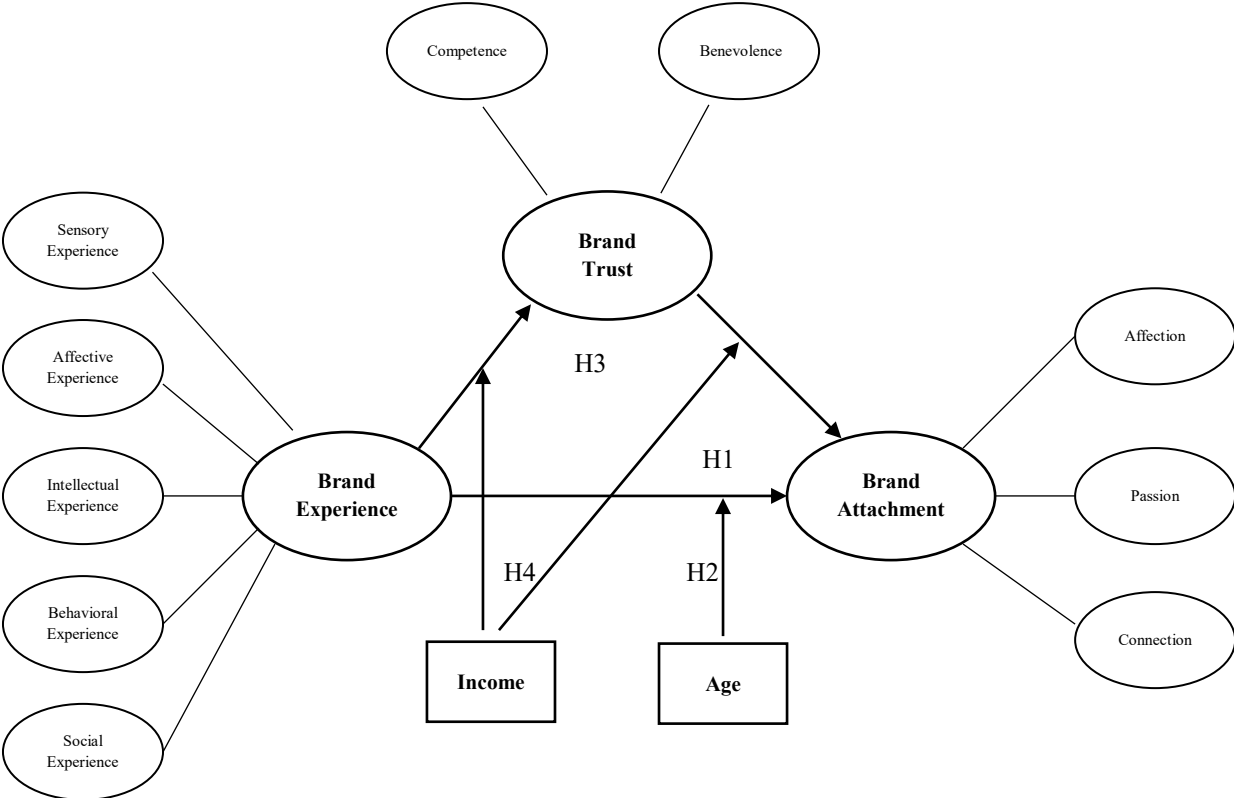 Competence
Benevolence
Brand
Trust
Sensory
Experience
Affective
Experience
Intellectual
Experience
Behavioral
Experience
Social
Experience
Brand
Experience
H3
H1
H4
H2
Brand
Attachment
Affection
Passion
Connection
Income
Age